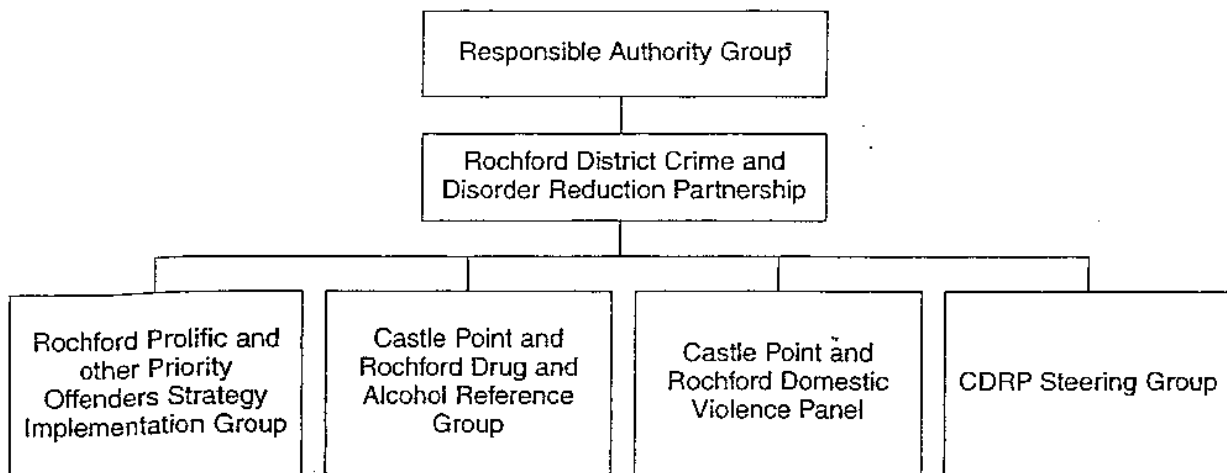 Responsible Authority Group
Rochford District Crime and
Disorder Reduction Partnership
Rochford Prolific and
other Priority
Offenders Strategy
Implementation Group
Castle Point and
Rochford Drug and
Alcohol Reference
Group
Castle Point and
Rochford Domestic
Violence Panel
CDRP Steering Group